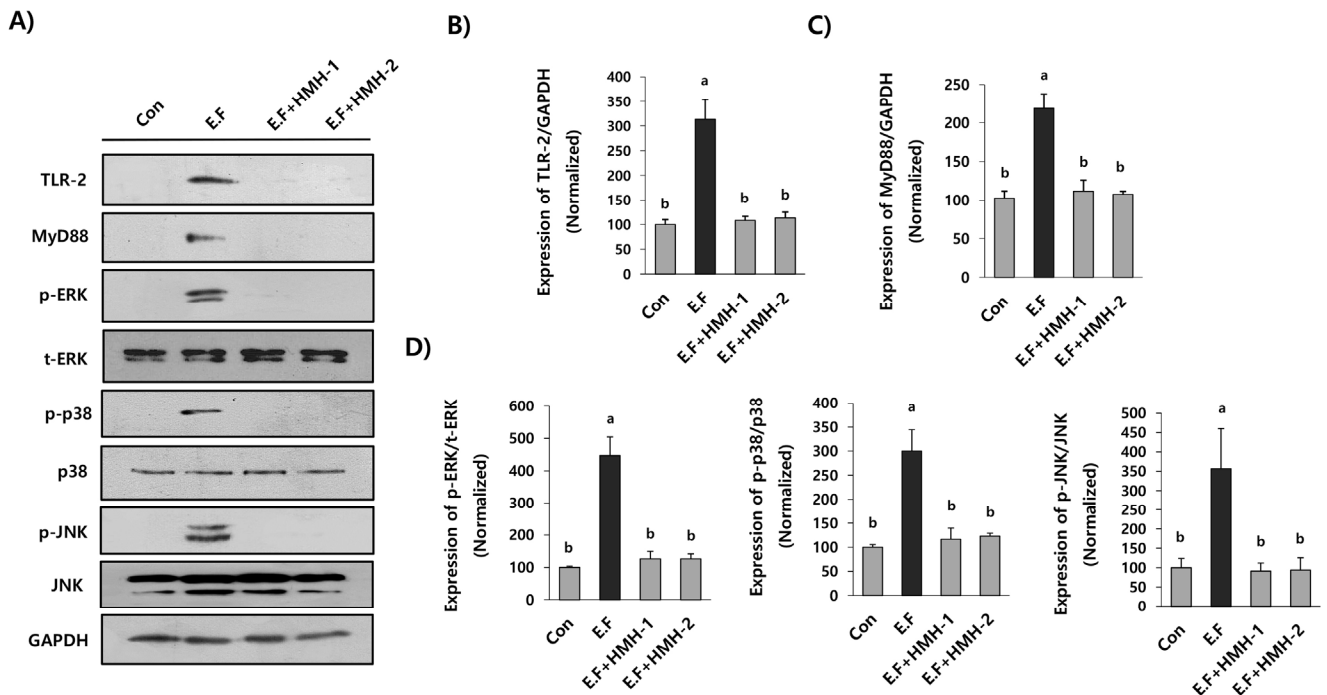 A)
Con
E.F
E.F+HMH-1
E.F+HMH-2
TLR-2
MyD88
p-ERK
t-ERK
p-p38
p38
p-JNK
JNK
GAPDH
B)
Expression of TLR-2/GAPDH
(Normalized)
400
350
300
250
200
150
100
50
0
b
a
b
b
Con
E.F
E.F+HMH-1
E.F+HMH-2
C)
Expression of MyD88/GAPDH
(Normalized)
250
200
150
100
50
0
b
a
b
b
Con
E.F
E.F+HMH-1
E.F+HMH-2
D)
Expression of p-ERK/t-ERK
(Normalized)
600
500
400
300
200
100
0
b
a
b
b
Con
E.F
E.F+HMH-1
E.F+HMH-2
Expression of p-p38/p38
(Normalized)
400
350
300
250
200
150
100
50
0
b
a
b
b
Con
E.F
E.F+HMH-1
E.F+HMH-2
Expression of p-JNK/JNK
(Normalized)
500
450
400
350
300
250
200
150
100
50
0
b
a
b
b
Con
E.F
E.F+HMH-1
E.F+HMH-2